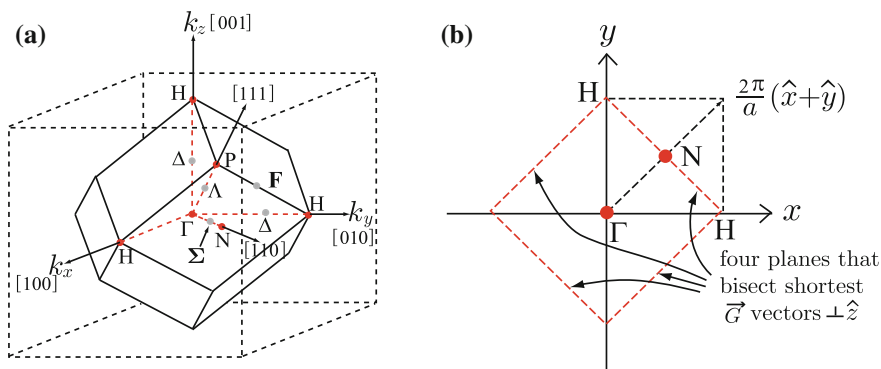 (a)
k_z [001]
H
[111]
Δ
P
F
Λ
H
k_y
[010]
Γ
Δ
N
Σ
[110]
H
k_x
[100]
(b)
y
H
2π/a (x̂+ŷ)
N
Γ
H
x
four planes that
bisect shortest
G⃗ vectors ⊥ ẑ